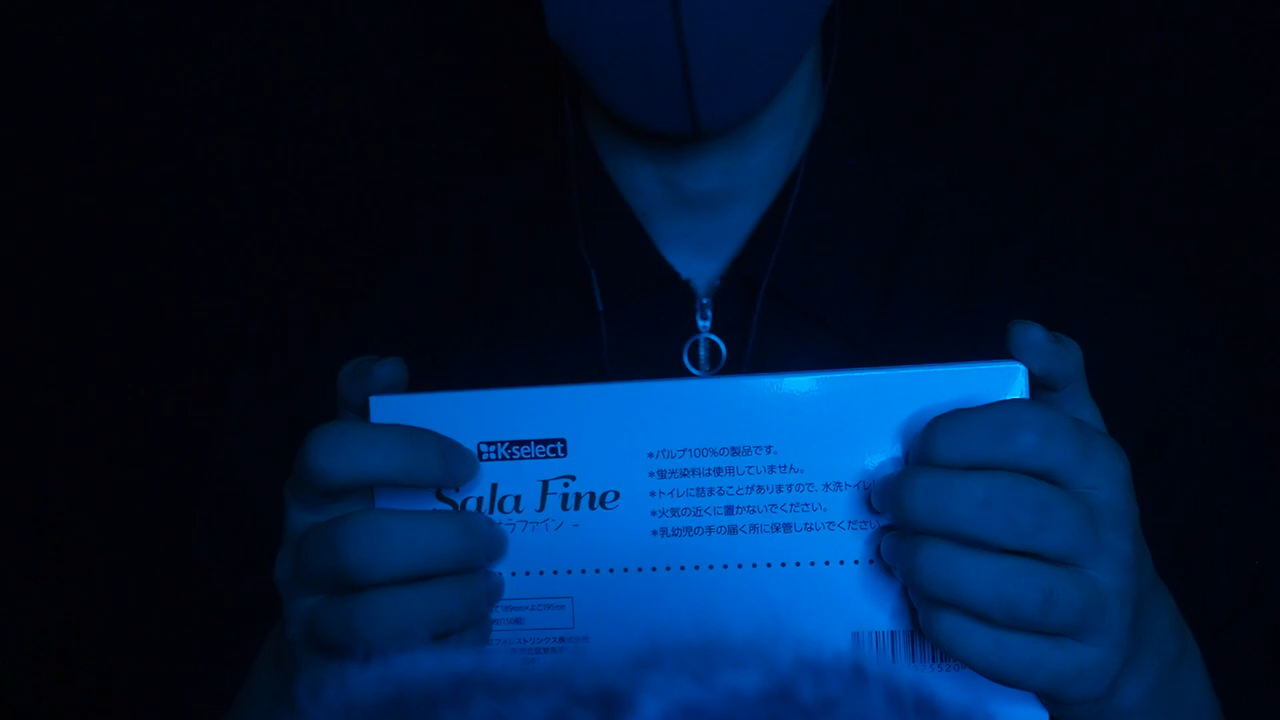 K-select
Sala Fine
サラファイン -
*パルプ100%の製品です。
*蛍光染料は使用していません。
*トイレに詰まることがありますので、水洗トイレ
*火気の近くに置かないでください。
*乳幼児の手の届く所に保管しないでください